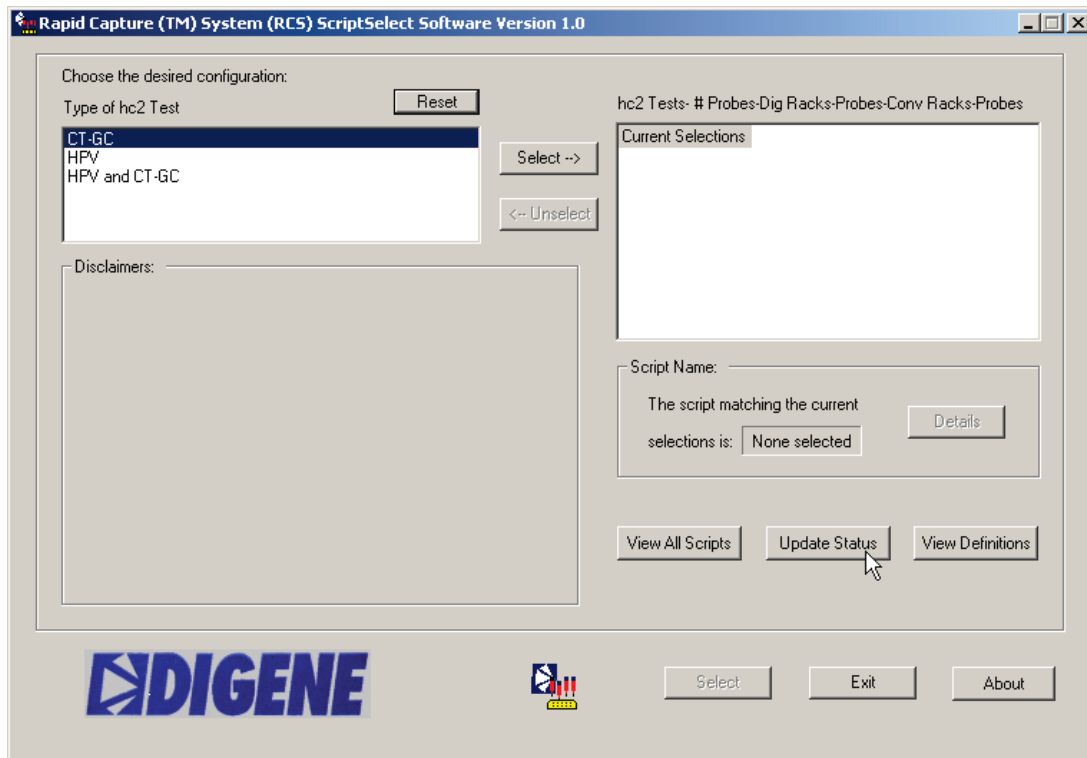 Rapid Capture (TM) System (RCS) ScriptSelect Software Version 1.0
Choose the desired configuration:
Type of hc2 Test
Reset
CT-GC
HPV
HPV and CT-GC
Select -->
<-- Unselect
hc2 Tests- # Probes-Dig Racks-Probes-Conv Racks-Probes
Current Selections
Disclaimers:
Script Name:
The script matching the current
selections is: None selected
Details
View All Scripts
Update Status
View Definitions
DIGENE
Select
Exit
About